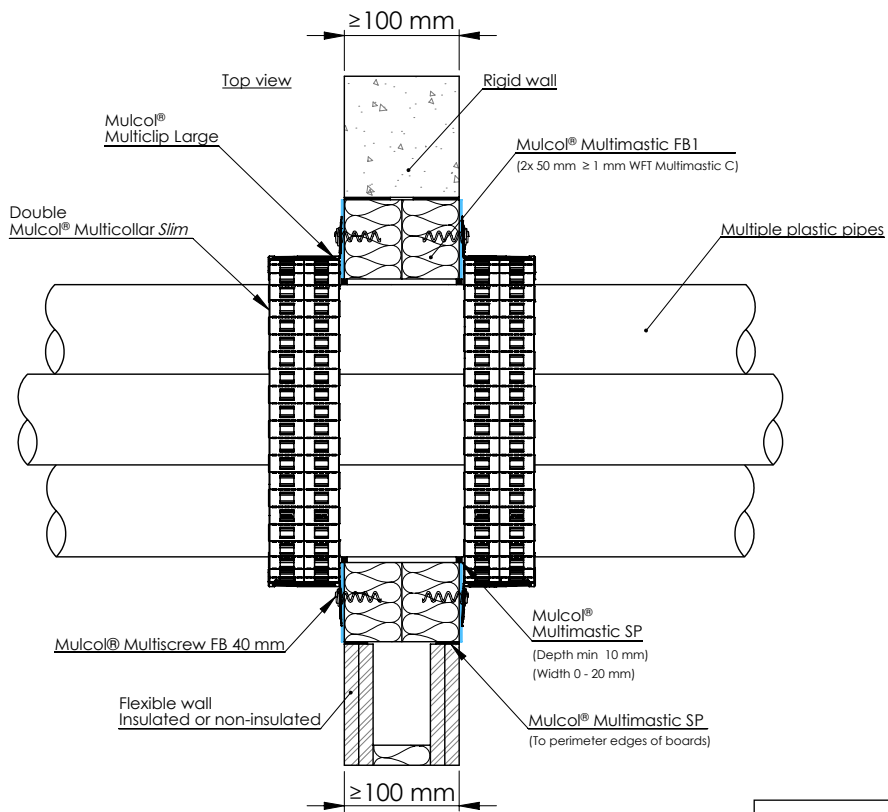 ≥100 mm
Top view
Rigid wall
Mulcol®
Multiclip Large
Mulcol® Multimastic FB1
(2x 50 mm ≥ 1 mm WFT Multimastic C)
Double
Mulcol® Multicollar Slim
Multiple plastic pipes
Mulcol® Multiscrew FB 40 mm
Mulcol®
Multimastic SP
(Depth min 10 mm)
(Width 0 - 20 mm)
Flexible wall
Insulated or non-insulated
Mulcol® Multimastic SP
(To perimeter edges of boards)
≥100 mm